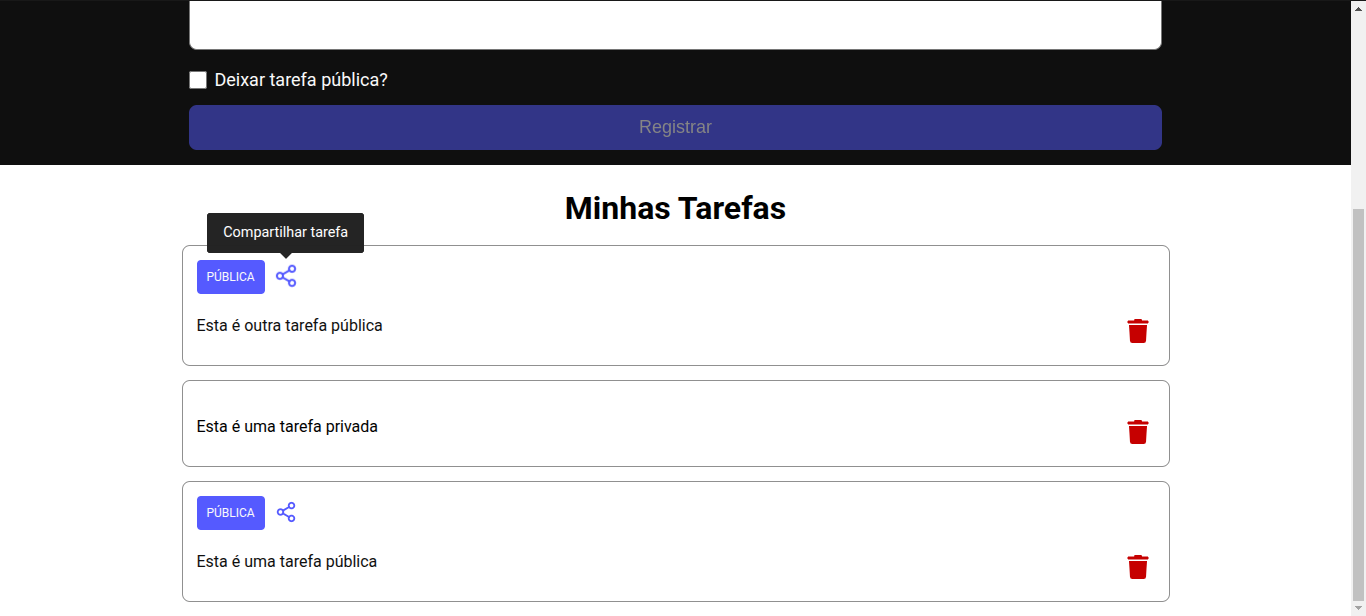 Deixar tarefa pública?
Registrar
Minhas Tarefas
Compartilhar tarefa
PÚBLICA
Esta é outra tarefa pública
Esta é uma tarefa privada
PÚBLICA
Esta é uma tarefa pública